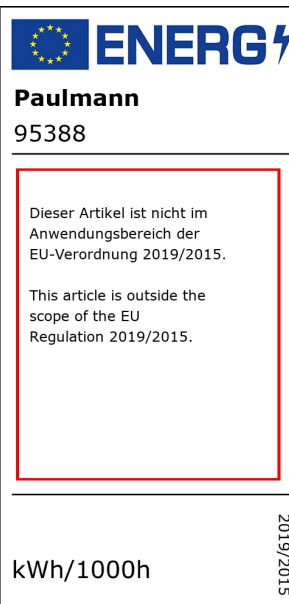 ENERG
Paulmann
95388
Dieser Artikel ist nicht im
Anwendungsbereich der
EU-Verordnung 2019/2015.
This article is outside the
scope of the EU
Regulation 2019/2015.
kWh/1000h
2019/2015